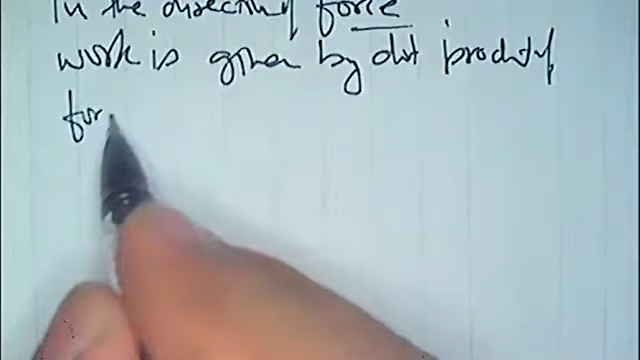 In the direction of force
work is given by dot product of
for